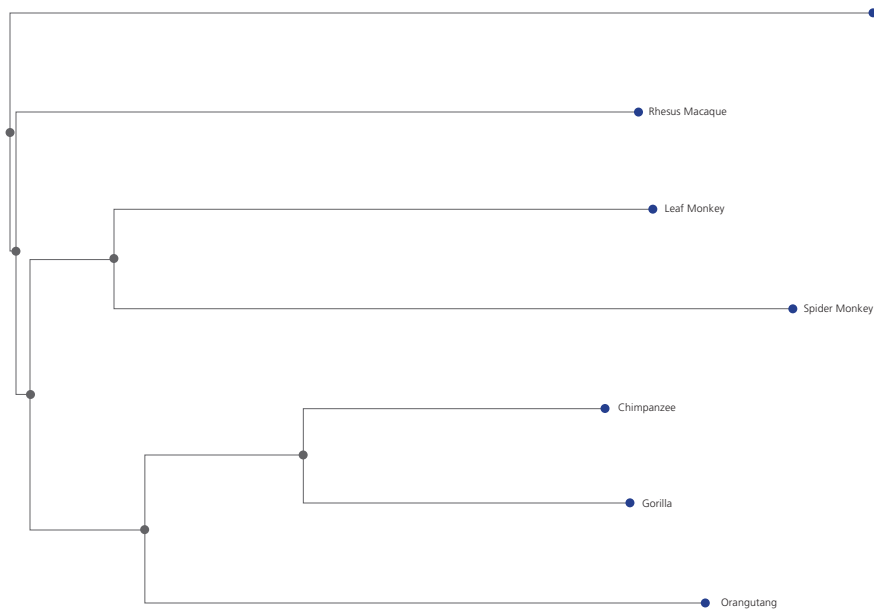 Rhesus Macaque
Leaf Monkey
Spider Monkey
Chimpanzee
Gorilla
Orangutang